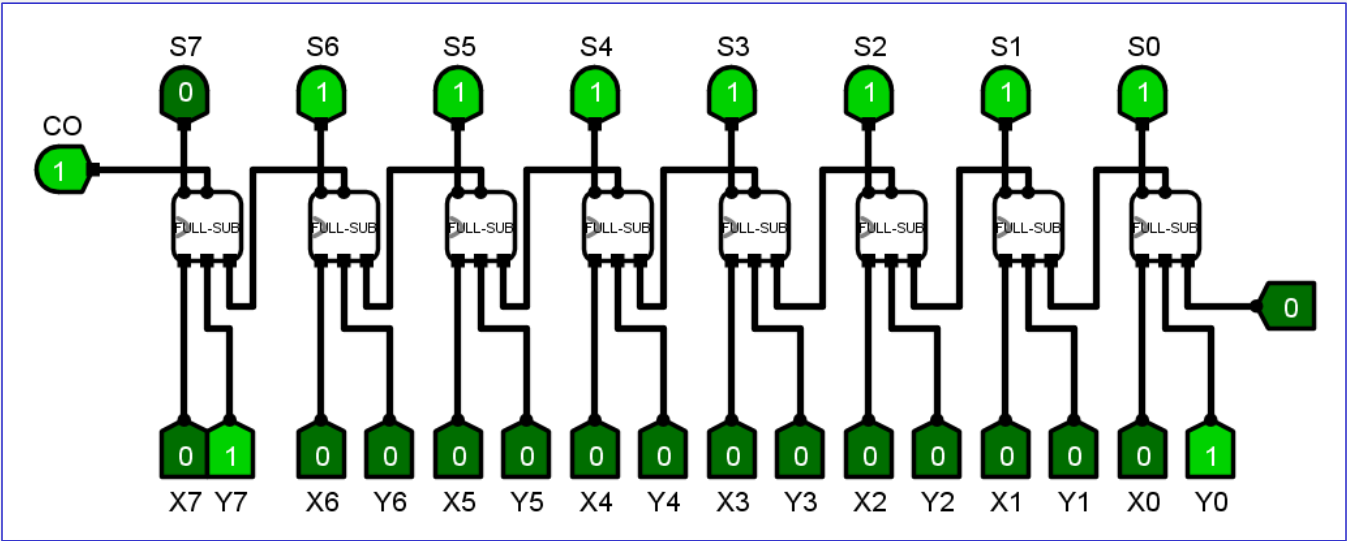 S7 S6 S5 S4 S3 S2 S1 S0
0 1 1 1 1 1 1 1
CO
1
FULL-SUB FULL-SUB FULL-SUB FULL-SUB FULL-SUB FULL-SUB FULL-SUB FULL-SUB
0
0 1 0 0 0 0 0 0 0 0 0 0 0 0 0 1
X7 Y7 X6 Y6 X5 Y5 X4 Y4 X3 Y3 X2 Y2 X1 Y1 X0 Y0